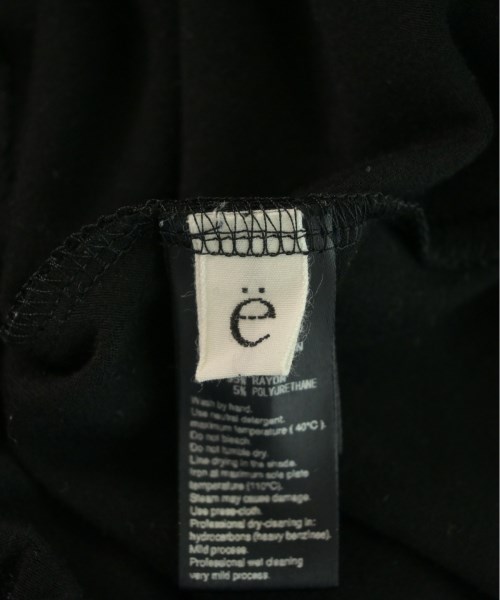 ë
RAYON
5% POLYURETHANE
Wash by hand.
Use neutral detergent.
maximum temperature ( 40°C ).
Do not bleach
Do not tumble dry.
Line drying in the shade.
Iron at maximum sole plate
temperature (110°C).
Steam may cause damage.
Use press-cloth.
Professional dry-cleaning in:
hydrocarbons (heavy benzines).
Mild process.
Professional wet cleaning
very mild process.